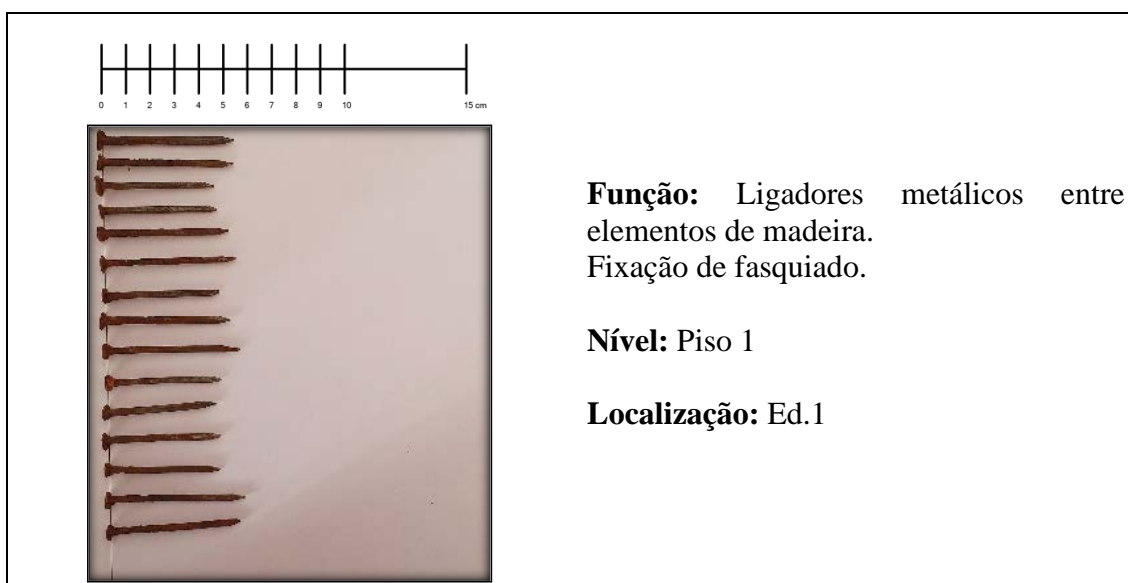 0 1 2 3 4 5 6 7 8 9 10 15 cm
Função: Ligadores metálicos entre
elementos de madeira.
Fixação de fasquiado.
Nível: Piso 1
Localização: Ed.1